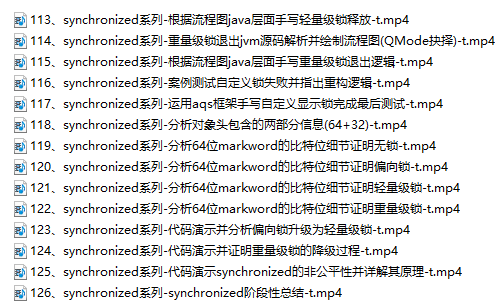 113、synchronized系列-根据流程图java层面手写轻量级锁释放-t.mp4
114、synchronized系列-重量级锁退出jvm源码解析并绘制流程图(QMode抉择)-t.mp4
115、synchronized系列-根据流程图java层面手写重量级锁退出逻辑-t.mp4
116、synchronized系列-案例测试自定义锁失败并指出重构逻辑-t.mp4
117、synchronized系列-运用aqs框架手写自定义显示锁完成最后测试-t.mp4
118、synchronized系列-分析对象头包含的两部分信息(64+32)-t.mp4
119、synchronized系列-分析64位markword的比特位细节证明无锁-t.mp4
120、synchronized系列-分析64位markword的比特位细节证明偏向锁-t.mp4
121、synchronized系列-分析64位markword的比特位细节证明轻量级锁-t.mp4
122、synchronized系列-分析64位markword的比特位细节证明重量级锁-t.mp4
123、synchronized系列-代码演示并分析偏向锁升级为轻量级锁-t.mp4
124、synchronized系列-代码演示并证明重量级锁的降级过程-t.mp4
125、synchronized系列-代码演示synchronized的非公平性并详解其原理-t.mp4
126、synchronized系列-synchronized阶段性总结-t.mp4